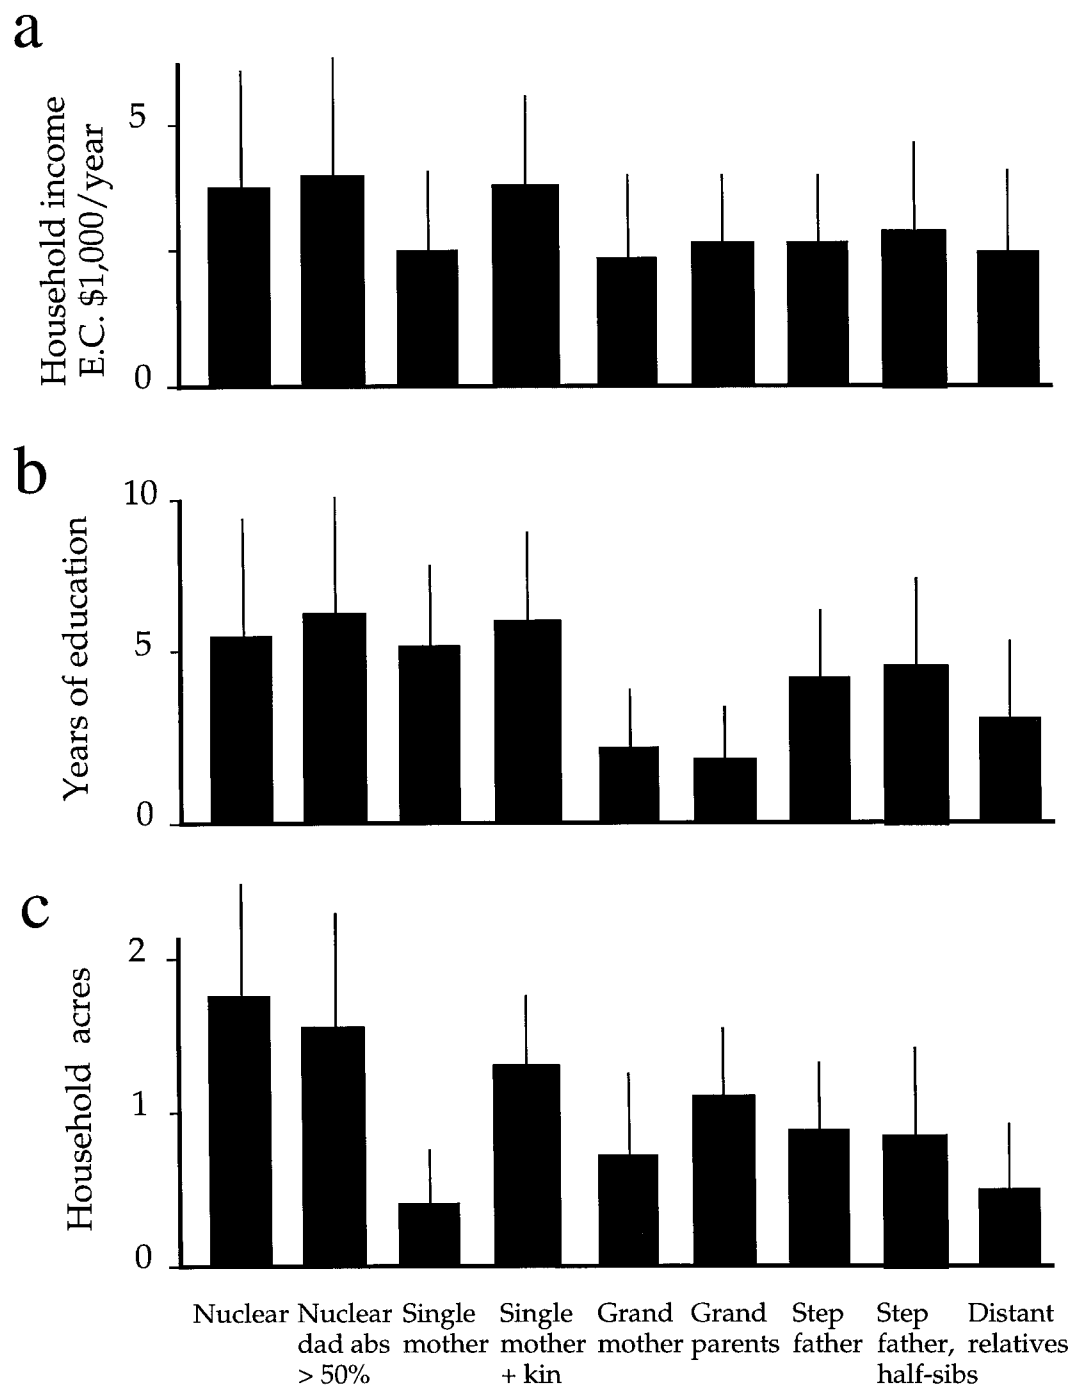 a
Household income
E.C. $1,000/year
5
0
b
Years of education
10
5
0
c
Household acres
2
1
0
Nuclear
Nuclear
dad abs
> 50%
Single
mother
Single
mother
+ kin
Grand
mother
Grand
parents
Step
father
Step
father,
half-sibs
Distant
relatives